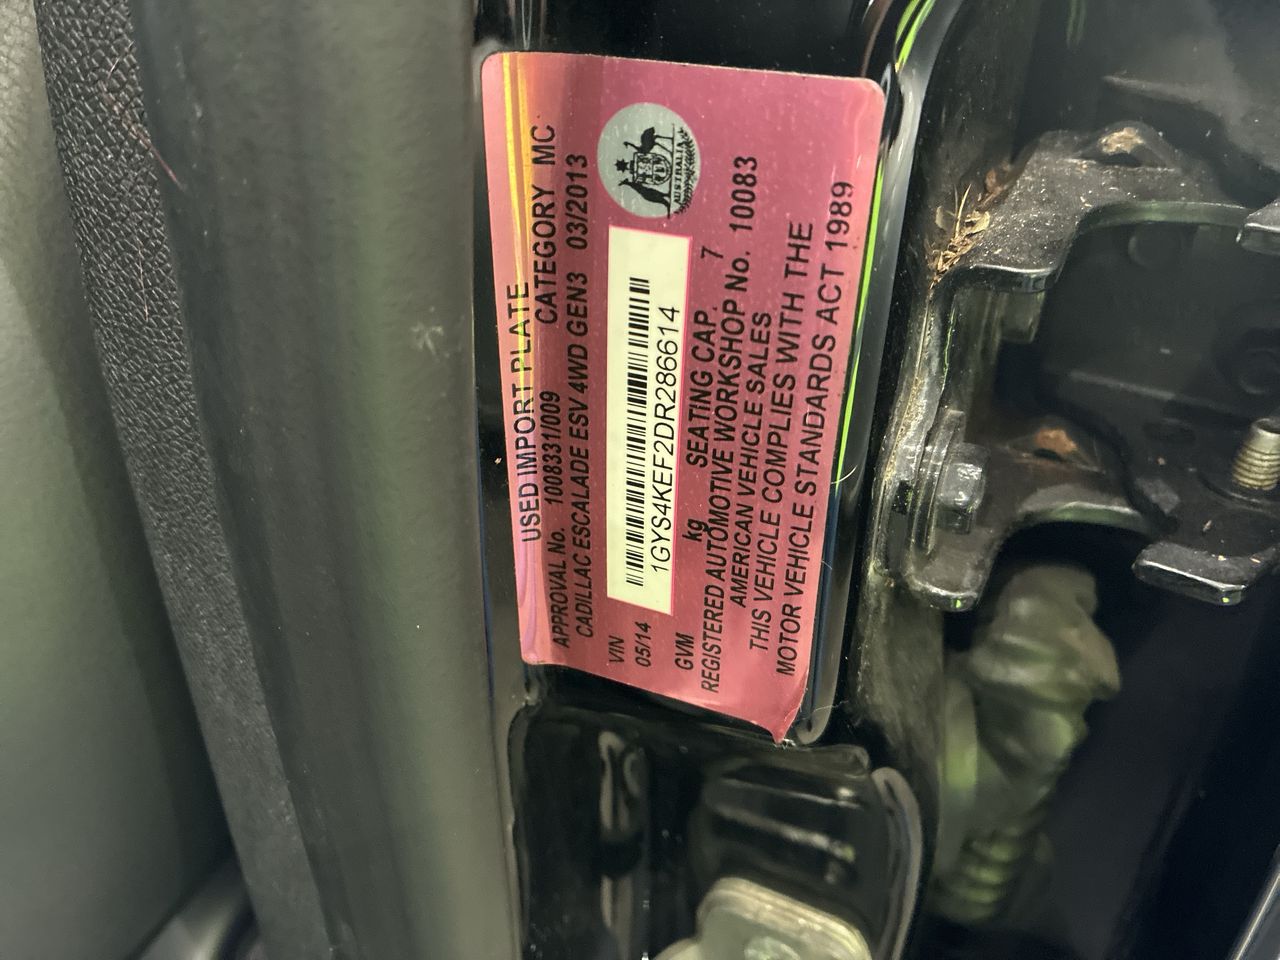 USED IMPORT PLATE
APPROVAL No. 1008331/009 CATEGORY MC
CADILLAC ESCALADE ESV 4WD GEN3 03/2013
AUSTRALIA
VIN
1GYS4KEF2DR286614
05/14
GVM kg SEATING CAP. 7
REGISTERED AUTOMOTIVE WORKSHOP No. 10083
AMERICAN VEHICLE SALES
THIS VEHICLE COMPLIES WITH THE
MOTOR VEHICLE STANDARDS ACT 1989